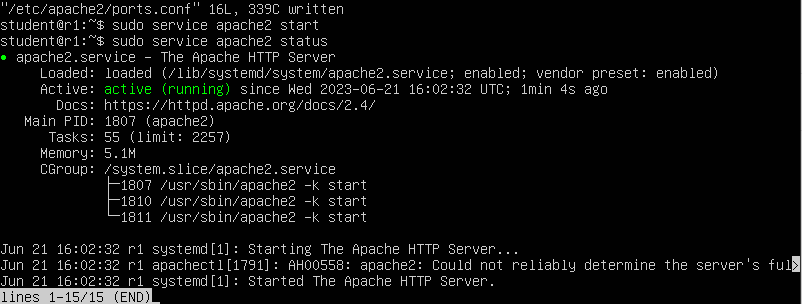 "/etc/apache2/ports.conf" 16L, 339C written
student@r1:~$ sudo service apache2 start
student@r1:~$ sudo service apache2 status
● apache2.service - The Apache HTTP Server
     Loaded: loaded (/lib/systemd/system/apache2.service; enabled; vendor preset: enabled)
     Active: active (running) since Wed 2023-06-21 16:02:32 UTC; 1min 4s ago
       Docs: https://httpd.apache.org/docs/2.4/
   Main PID: 1807 (apache2)
      Tasks: 55 (limit: 2257)
     Memory: 5.1M
     CGroup: /system.slice/apache2.service
             ├─1807 /usr/sbin/apache2 -k start
             ├─1810 /usr/sbin/apache2 -k start
             └─1811 /usr/sbin/apache2 -k start
Jun 21 16:02:32 r1 systemd[1]: Starting The Apache HTTP Server...
Jun 21 16:02:32 r1 apachectl[1791]: AH00558: apache2: Could not reliably determine the server's ful>
Jun 21 16:02:32 r1 systemd[1]: Started The Apache HTTP Server.
lines 1-15/15 (END)